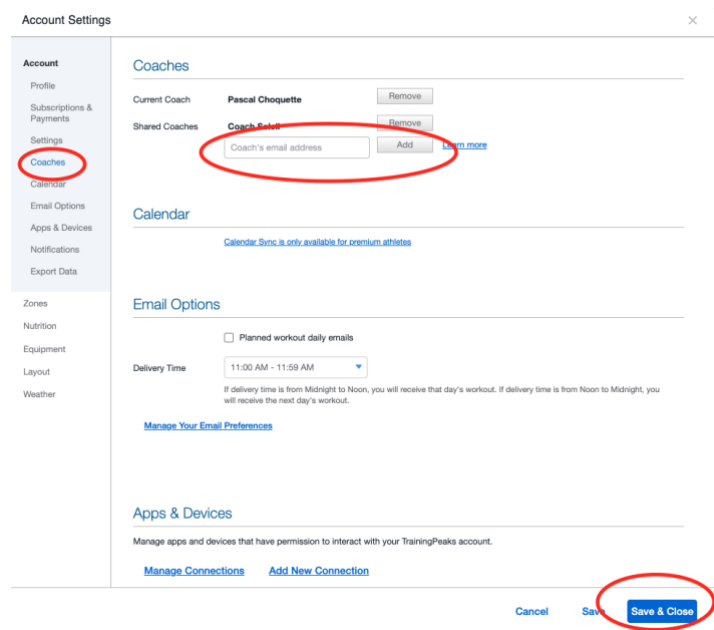 Account Settings
Account
Profile
Subscriptions &
Payments
Settings
Coaches
Calendar
Email Options
Apps & Devices
Notifications
Export Data
Zones
Nutrition
Equipment
Layout
Weather
Coaches
Current Coach Pascal Choquette Remove
Shared Coaches Coach Remove
Coach's email address Add Learn more
Calendar
Calendar Sync is only available for premium athletes
Email Options
Planned workout daily emails
Delivery Time 11:00 AM - 11:59 AM
If delivery time is from Midnight to Noon, you will receive that day's workout. If delivery time is from Noon to Midnight, you
will receive the next day's workout.
Manage Your Email Preferences
Apps & Devices
Manage apps and devices that have permission to interact with your TrainingPeaks account.
Manage Connections Add New Connection
Cancel Save Save & Close